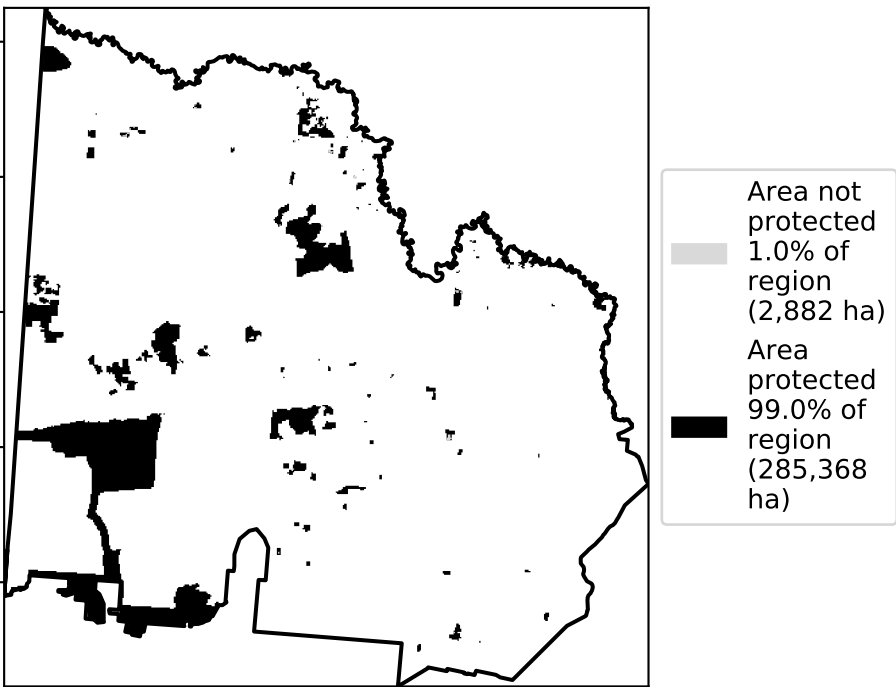 Area not
protected
1.0% of
region
(2,882 ha)
Area
protected
99.0% of
region
(285,368
ha)